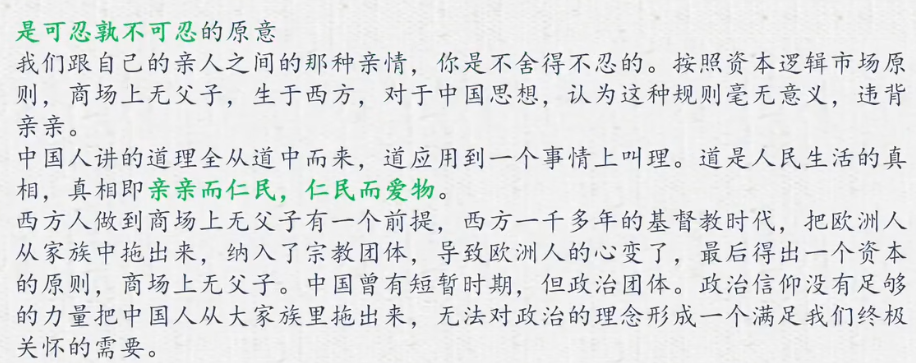 是可忍孰不可忍的原意
我们跟自己的亲人之间的那种亲情，你是不舍得不忍的。按照资本逻辑市场原
则，商场上无父子，生于西方，对于中国思想，认为这种规则毫无意义，违背
亲亲。
中国人讲的道理全从道中而来，道应用到一个事情上叫理。道是人民生活的真
相，真相即亲亲而仁民，仁民而爱物。
西方人做到商场上无父子有一个前提，西方一千多年的基督教时代，把欧洲人
从家族中拖出来，纳入了宗教团体，导致欧洲人的心变了，最后得出一个资本
的原则，商场上无父子。中国曾有短暂时期，但政治团体。政治信仰没有足够
的力量把中国人从大家族里拖出来，无法对政治的理念形成一个满足我们终极
关怀的需要。